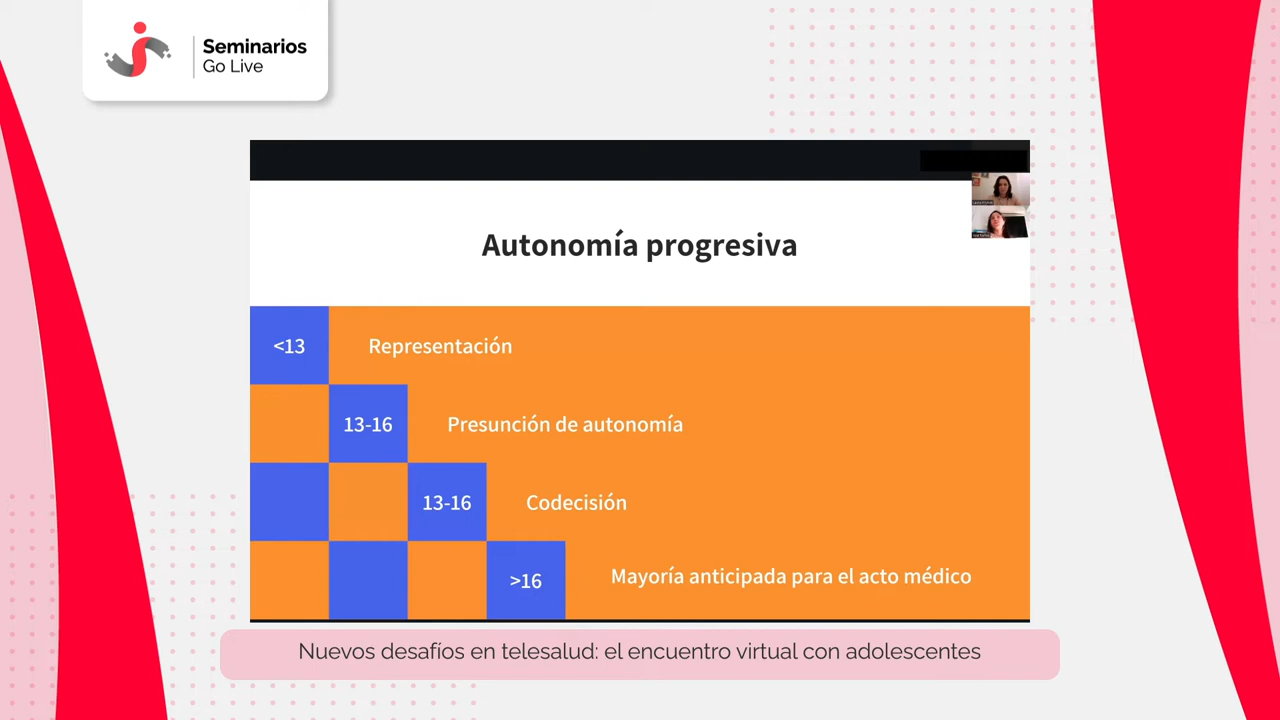 Seminarios
Go Live
Autonomía progresiva
<13 Representación
13-16 Presunción de autonomía
13-16 Codecisión
>16 Mayoría anticipada para el acto médico
Nuevos desafíos en telesalud: el encuentro virtual con adolescentes